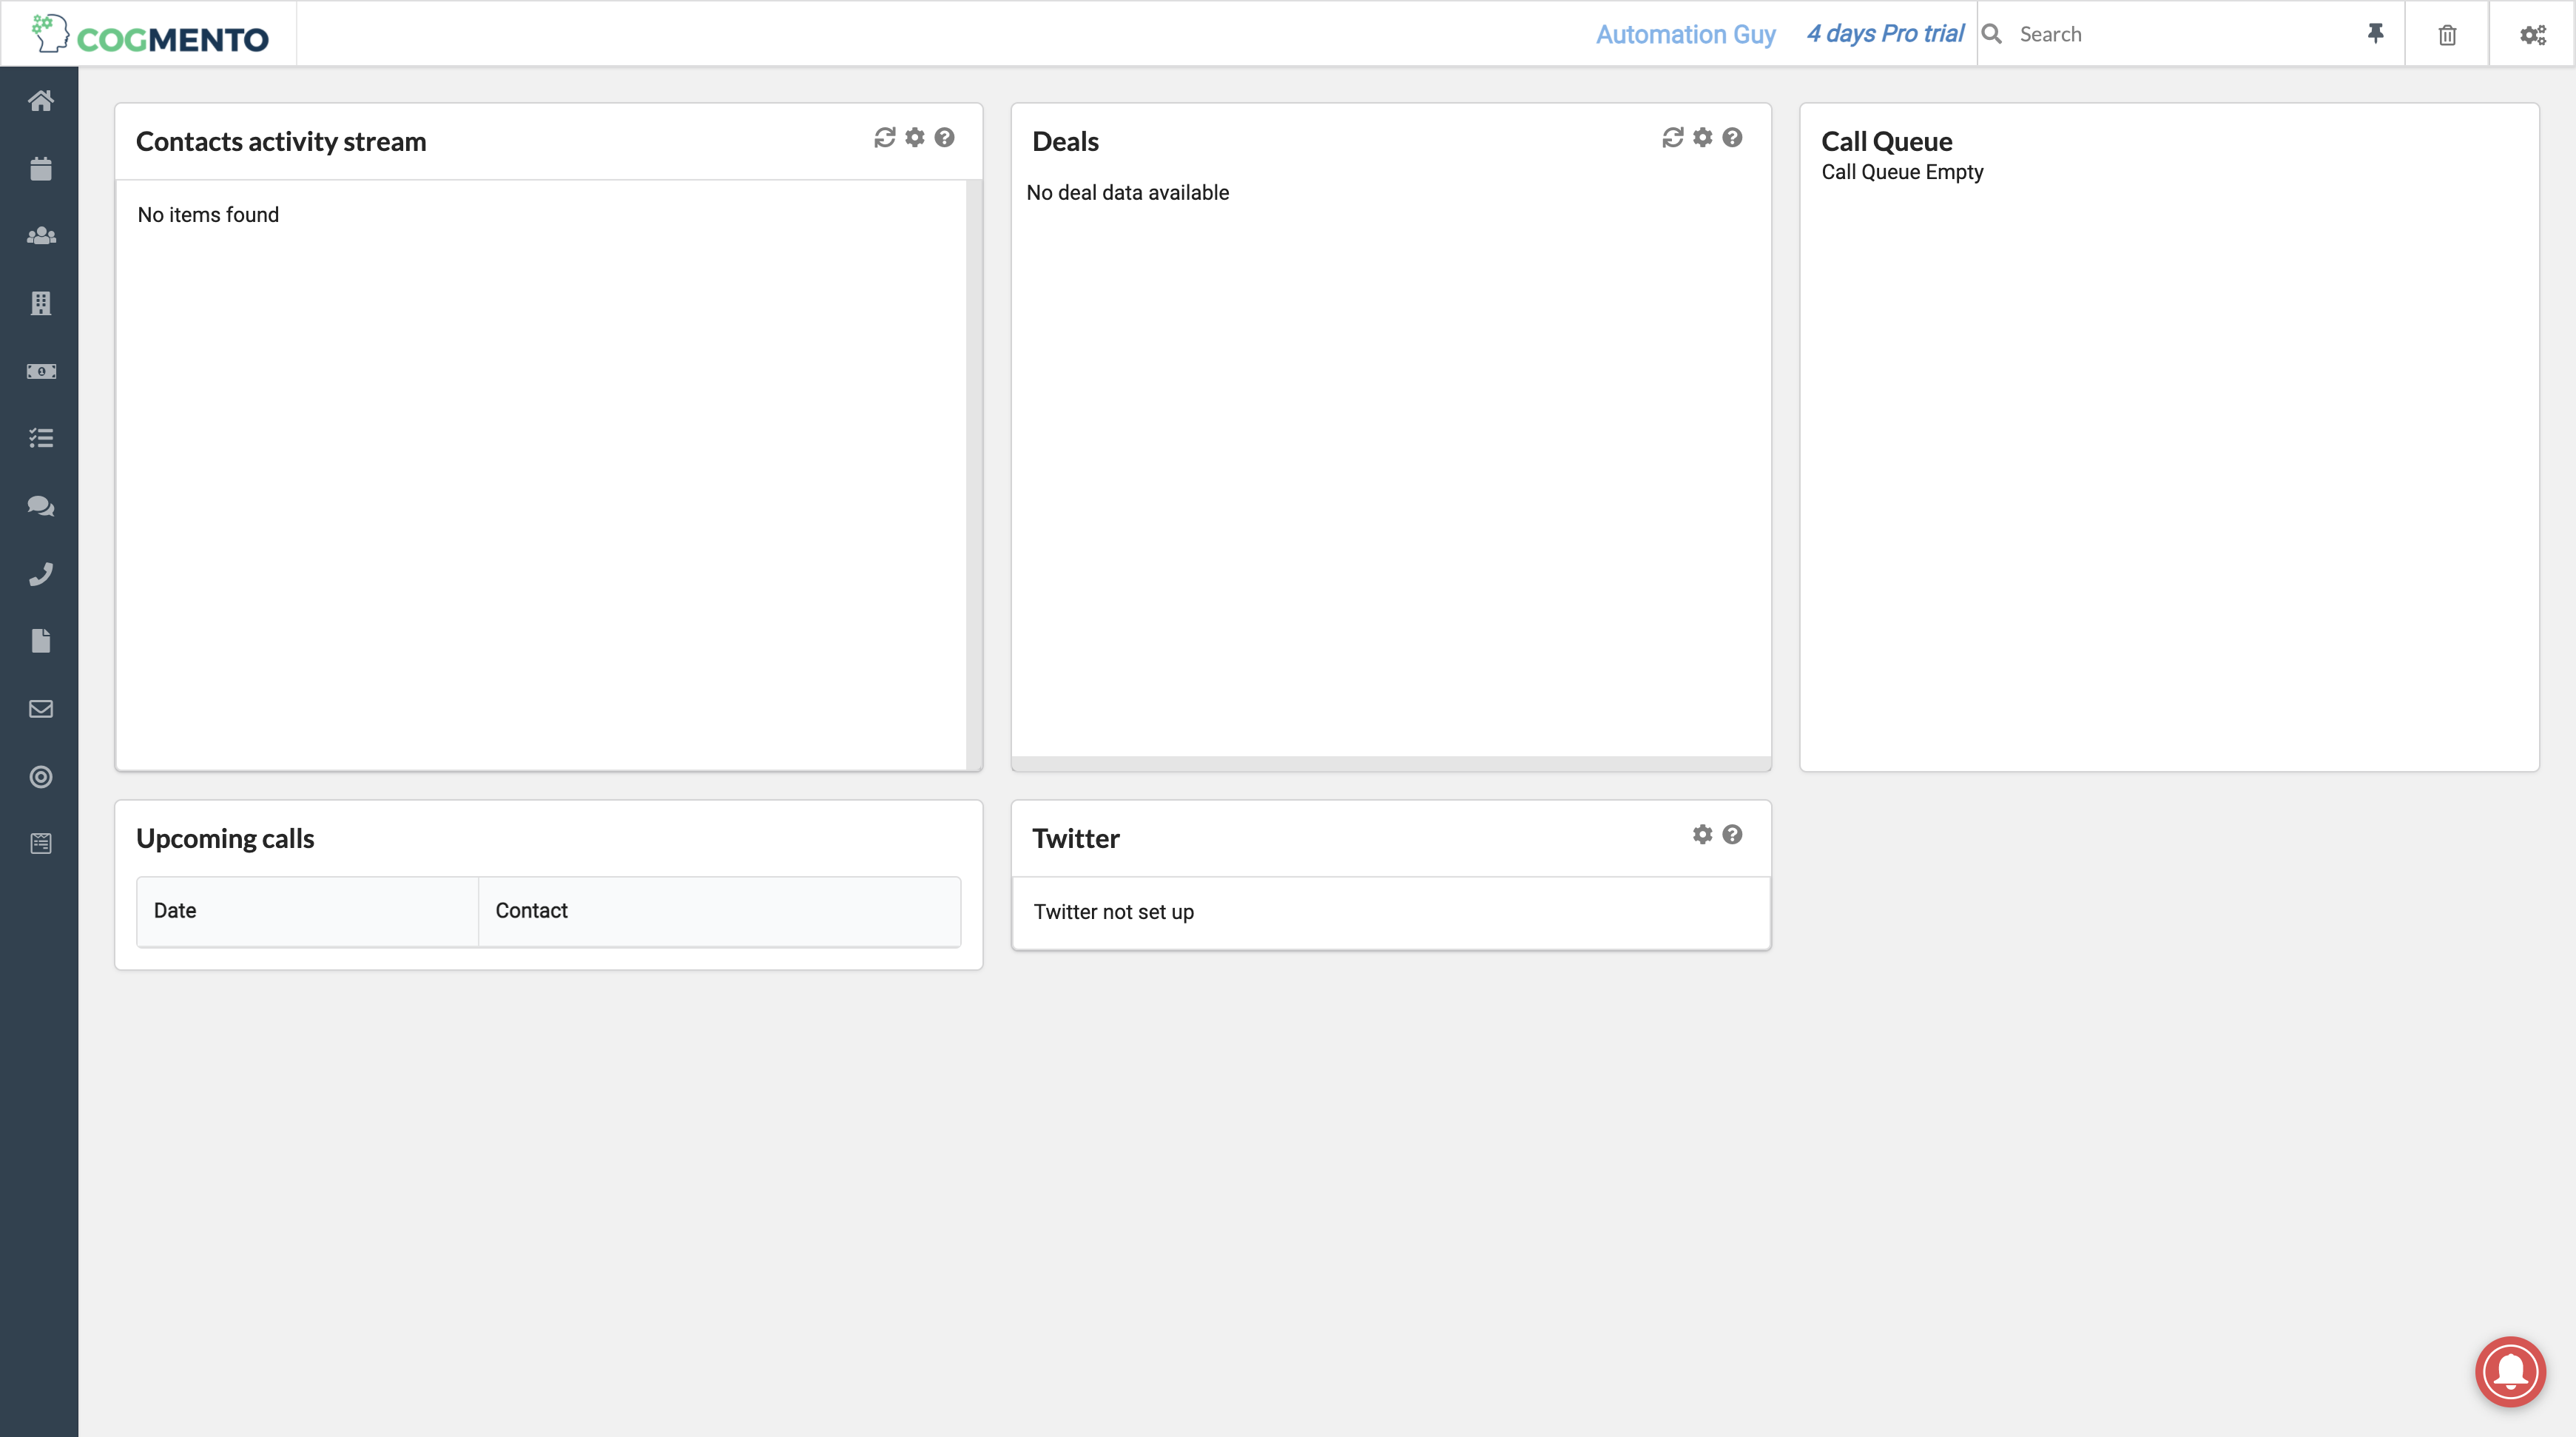 COGMENTO
Automation Guy
4 days Pro trial
Search
Contacts activity stream
No items found
Deals
No deal data available
Call Queue
Call Queue Empty
Upcoming calls
Date
Contact
Twitter
Twitter not set up